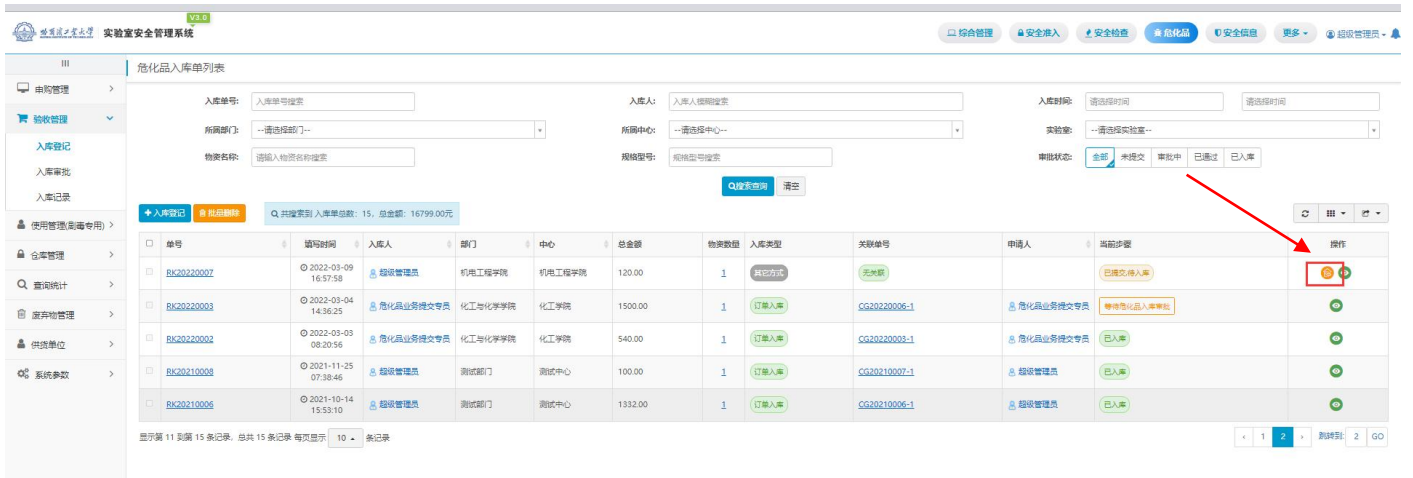 V3.0
哈尔滨工业大学 实验室安全管理系统
综合管理 安全准入 安全检查 危化品 安全信息 更多 超级管理员
危化品入库单列表
申购管理
验收管理
入库登记
入库审批
入库记录
使用管理(剧毒专用)
仓库管理
查询统计
废弃物管理
供货单位
系统参数
入库单号: 入库单号搜索 入库人: 入库人模糊搜索 入库时间: 请选择时间 请选择时间
所属部门: --请选择部门-- 所属中心: --请选择中心-- 实验室: --请选择实验室--
物资名称: 请输入物资名称搜索 规格型号: 规格型号搜索 审批状态: 全部 未提交 审批中 已通过 已入库
搜索查询 清空
入库登记 批量删除 共搜索到 入库单总数: 15, 总金额: 16799.00元
单号 填写时间 入库人 部门 中心 总金额 物资数量 入库类型 关联单号 申请人 当前步骤 操作
RK20220007 2022-03-09 16:57:58 超级管理员 机电工程学院 机电工程学院 120.00 1 其它方式 无关联 已提交,待入库
RK20220003 2022-03-04 14:36:25 危化品业务提交专员 化工与化学学院 化工学院 1500.00 1 订单入库 CG20220006-1 危化品业务提交专员 等待危化品入库审批
RK20220002 2022-03-03 08:20:56 危化品业务提交专员 化工与化学学院 化工学院 540.00 1 订单入库 CG20220003-1 危化品业务提交专员 已入库
RK20210008 2021-11-25 07:38:46 超级管理员 测试部门 测试中心 100.00 1 订单入库 CG20210007-1 超级管理员 已入库
RK20210006 2021-10-14 15:53:10 超级管理员 测试部门 测试中心 1332.00 1 订单入库 CG20210006-1 超级管理员 已入库
显示第 11 到第 15 条记录, 总共 15 条记录 每页显示 10 条记录
‹ 1 2 › 跳转到: 2 GO